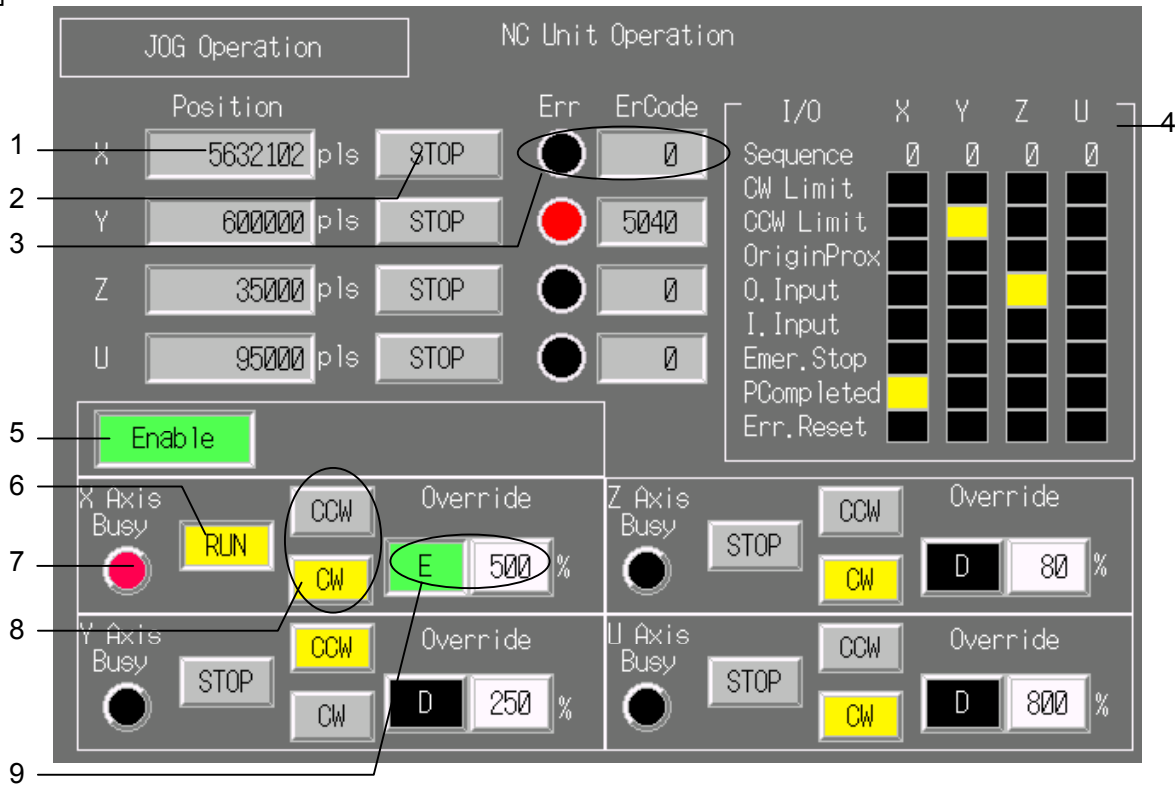 JOG Operation
NC Unit Operation
Position Err ErCode
1 X 5632102 pls STOP 0
2
Y 600000 pls STOP 5040
3
Z 35000 pls STOP 0
U 95000 pls STOP 0
I/O X Y Z U
4
Sequence 0 0 0 0
CW Limit
CCW Limit
OriginProx
O.Input
I.Input
Emer.Stop
PCompleted
Err.Reset
5 Enable
6
X Axis
Busy
7
RUN
CCW
CW
8
Override
E 500 %
Z Axis
Busy
STOP
CCW
CW
Override
D 80 %
Y Axis
Busy
STOP
CCW
CW
Override
D 250 %
U Axis
Busy
STOP
CCW
CW
Override
D 800 %
9